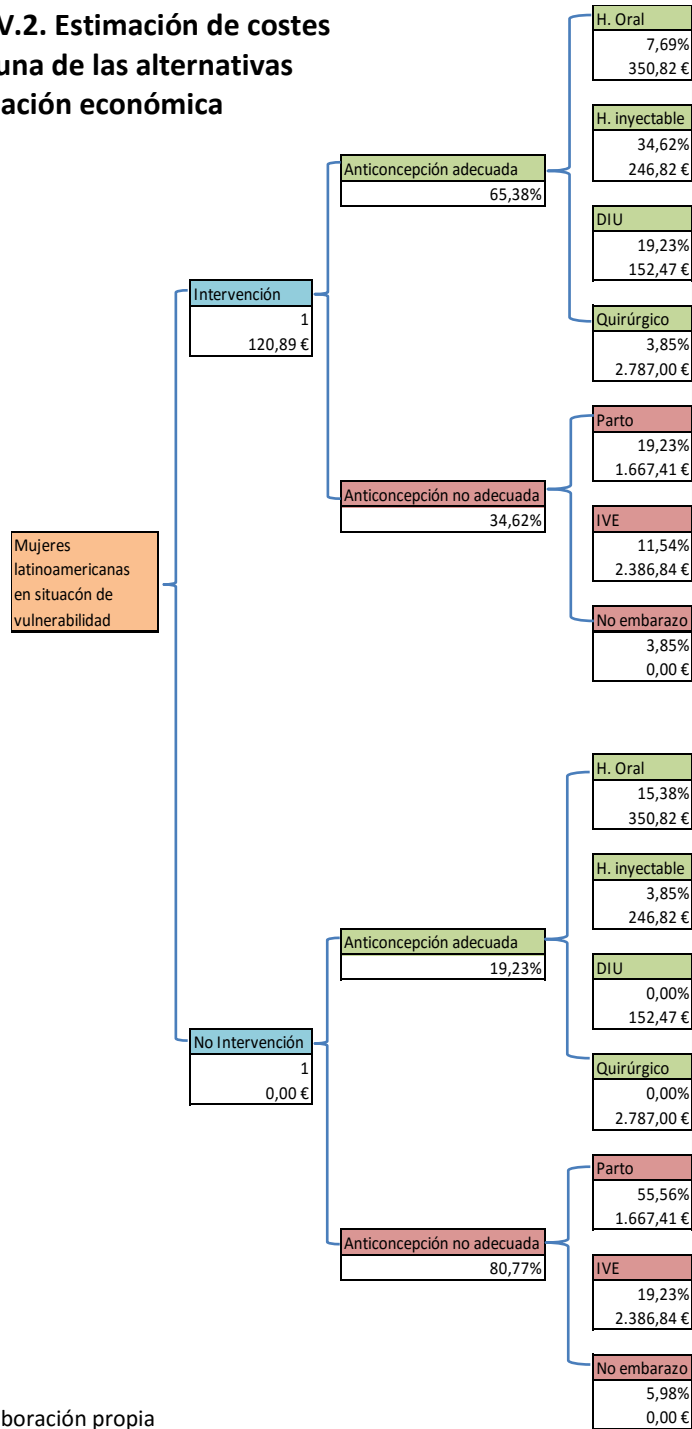 V.2. Estimación de costes
una de las alternativas
ación económica
H. Oral
7,69%
350,82 €
H. inyectable
34,62%
246,82 €
Anticoncepción adecuada
65,38%
DIU
19,23%
152,47 €
Intervención
1
120,89 €
Quirúrgico
3,85%
2.787,00 €
Parto
19,23%
1.667,41 €
Anticoncepción no adecuada
34,62%
IVE
11,54%
2.386,84 €
Mujeres
latinoamericanas
en situacón de
vulnerabilidad
No embarazo
3,85%
0,00 €
H. Oral
15,38%
350,82 €
H. inyectable
3,85%
246,82 €
Anticoncepción adecuada
19,23%
DIU
0,00%
152,47 €
No Intervención
1
0,00 €
Quirúrgico
0,00%
2.787,00 €
Parto
55,56%
1.667,41 €
Anticoncepción no adecuada
80,77%
IVE
19,23%
2.386,84 €
No embarazo
5,98%
0,00 €
boración propia